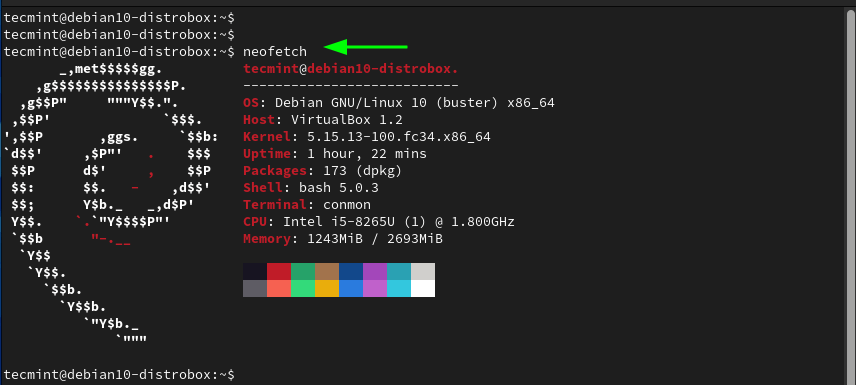 tecmint@debian10-distrobox:~$
tecmint@debian10-distrobox:~$
tecmint@debian10-distrobox:~$ neofetch
       _,met$$$$$gg.          tecmint@debian10-distrobox.
    ,g$$$$$$$$$$$$$$$P.       ---------------------------
  ,g$$P"     """Y$$.".        OS: Debian GNU/Linux 10 (buster) x86_64
 ,$$P'              `$$$.     Host: VirtualBox 1.2
',$$P       ,ggs.     `$$b:   Kernel: 5.15.13-100.fc34.x86_64
`d$$'     ,$P"'   .    $$$    Uptime: 1 hour, 22 mins
 $$P      d$'     ,    $$P    Packages: 173 (dpkg)
 $$:      $$.   -    ,d$$'    Shell: bash 5.0.3
 $$;      Y$b._   _,d$P'      Terminal: conmon
 Y$$.    `.`"Y$$$$P"'         CPU: Intel i5-8265U (1) @ 1.800GHz
 `$$b      "-.__              Memory: 1243MiB / 2693MiB
  `Y$$
   `Y$$.
     `$$b.
       `Y$$b.
          `"Y$b._
              `"""
tecmint@debian10-distrobox:~$